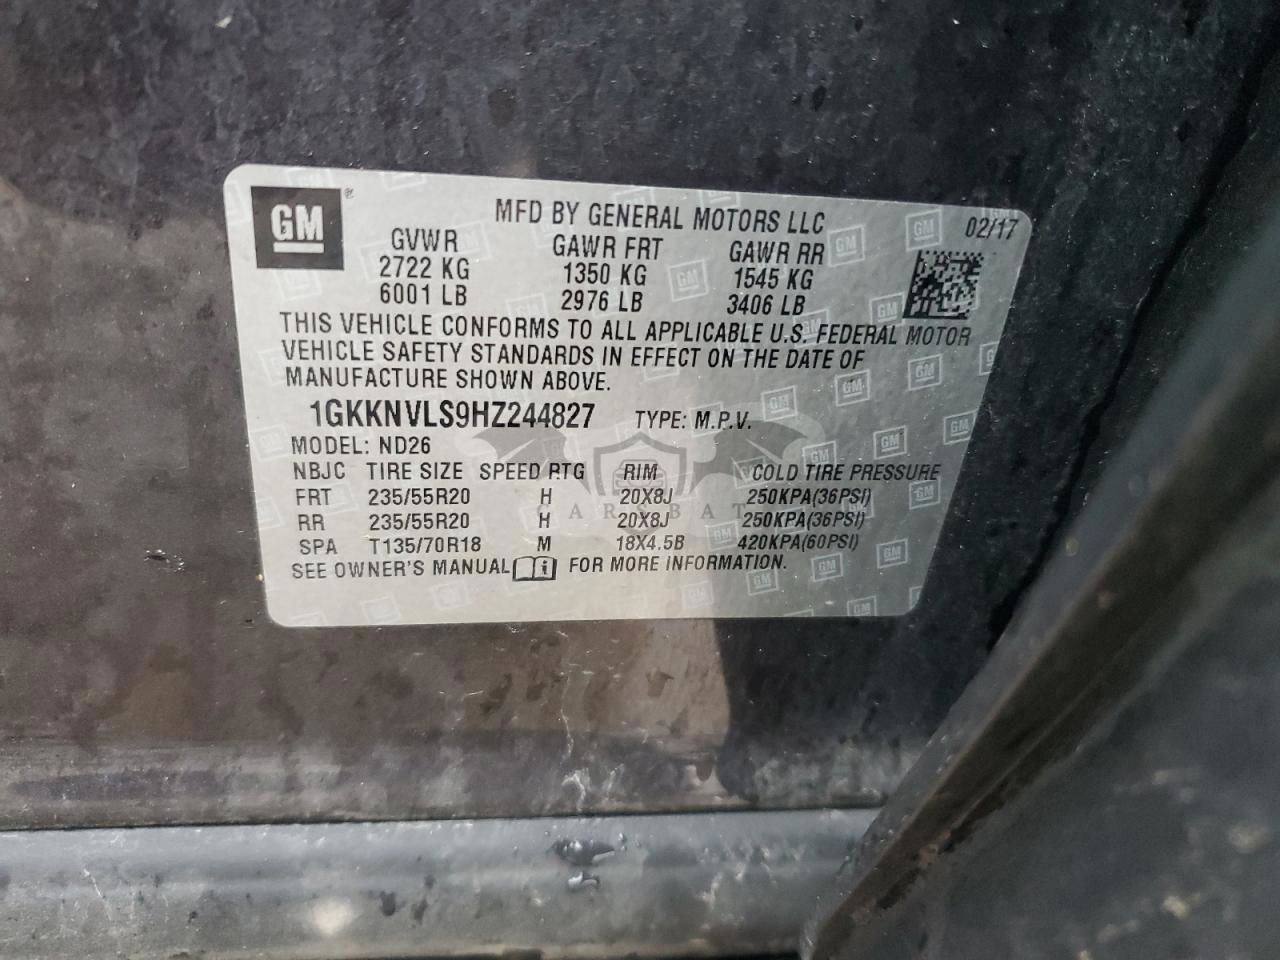 GM ®
MFD BY GENERAL MOTORS LLC 02/17
GVWR GAWR FRT GAWR RR
2722 KG 1350 KG 1545 KG
6001 LB 2976 LB 3406 LB
THIS VEHICLE CONFORMS TO ALL APPLICABLE U.S. FEDERAL MOTOR
VEHICLE SAFETY STANDARDS IN EFFECT ON THE DATE OF
MANUFACTURE SHOWN ABOVE.
1GKKNVLS9HZ244827 TYPE: M.P.V.
MODEL: ND26
NBJC TIRE SIZE SPEED RTG RIM COLD TIRE PRESSURE
FRT 235/55R20 H 20X8J 250KPA(36PSI)
CARSBAT
RR 235/55R20 H 20X8J 250KPA(36PSI)
SPA T135/70R18 M 18X4.5B 420KPA(60PSI)
SEE OWNER'S MANUAL i FOR MORE INFORMATION.